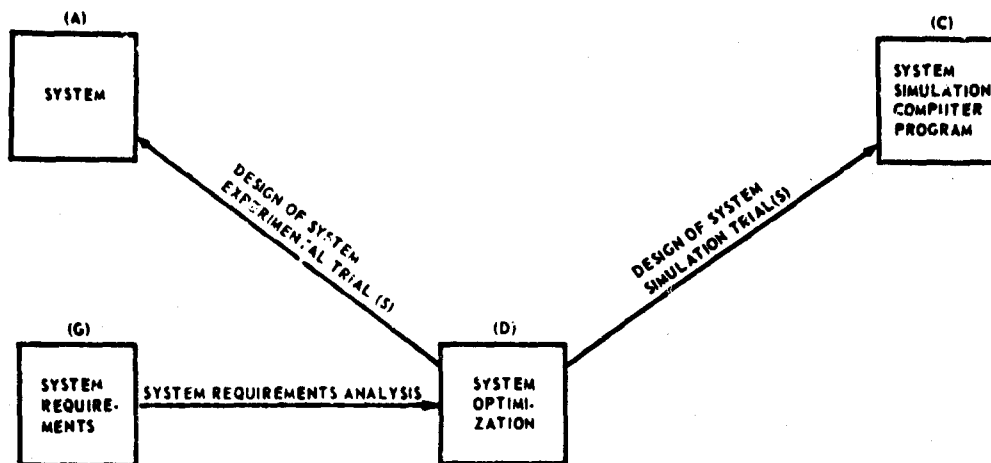 (A)
SYSTEM
(C)
SYSTEM
SIMULATION
COMPUTER
PROGRAM
DESIGN OF SYSTEM
EXPERIMENTAL TRIAL (S)
DESIGN OF SYSTEM
SIMULATION TRIAL(S)
(G)
SYSTEM
REQUIRE-
MENTS
SYSTEM REQUIREMENTS ANALYSIS
(D)
SYSTEM
OPTIMI-
ZATION